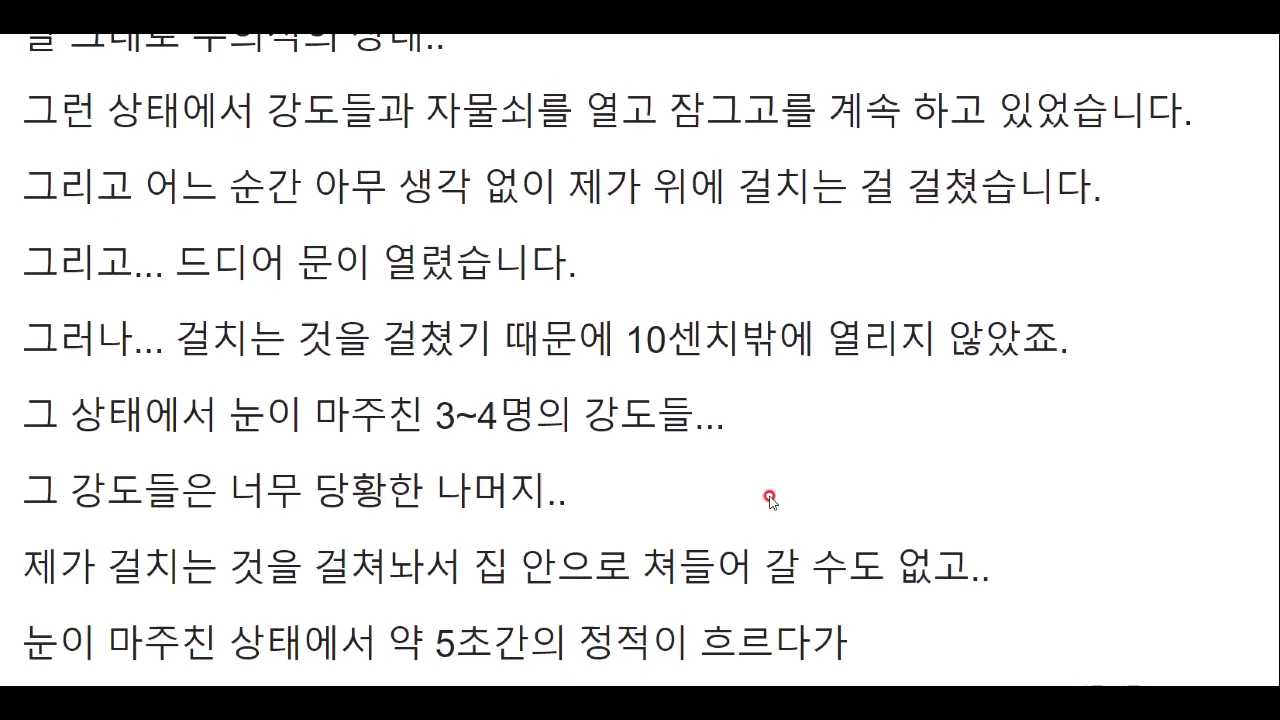 그런 상태에서 강도들과 자물쇠를 열고 잠그고를 계속 하고 있었습니다.
그리고 어느 순간 아무 생각 없이 제가 위에 걸치는 걸 걸쳤습니다.
그리고... 드디어 문이 열렸습니다.
그러나... 걸치는 것을 걸쳤기 때문에 10센치밖에 열리지 않았죠.
그 상태에서 눈이 마주친 3~4명의 강도들...
그 강도들은 너무 당황한 나머지..
제가 걸치는 것을 걸쳐놔서 집 안으로 쳐들어 갈 수도 없고..
눈이 마주친 상태에서 약 5초간의 정적이 흐르다가